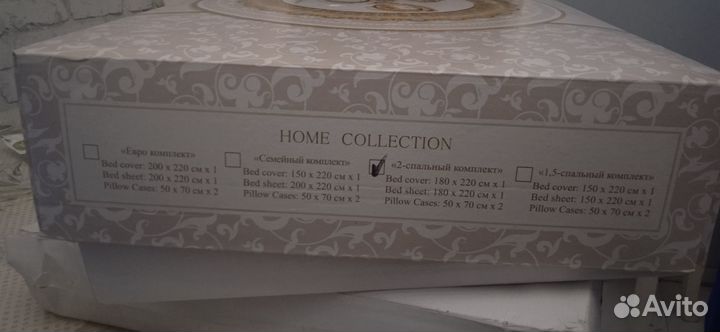 HOME COLLECTION
«Евро комплект»
Bed cover: 200 x 220 см x 1
Bed sheet: 200 x 220 см x 1
Pillow Cases: 50 x 70 см x 2
«Семейный комплект»
Bed cover: 150 x 220 см x 1
Bed sheet: 200 x 220 см x 1
Pillow Cases: 50 x 70 см x 2
«2-спальный комплект»
Bed cover: 180 x 220 см x 1
Bed sheet: 180 x 220 см x 1
Pillow Cases: 50 x 70 см x 2
«1,5-спальный комплект»
Bed cover: 150 x 220 см x 1
Bed sheet: 150 x 220 см x 1
Pillow Cases: 50 x 70 см x 2
Avito